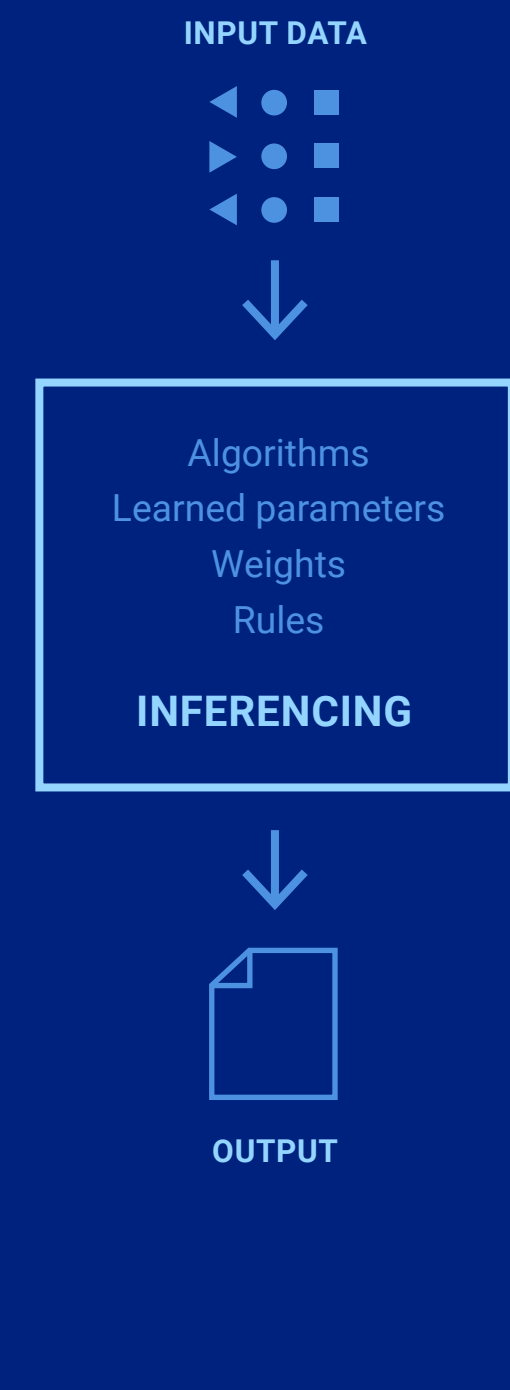 INPUT DATA
Algorithms
Learned parameters
Weights
Rules
INFERENCING
OUTPUT